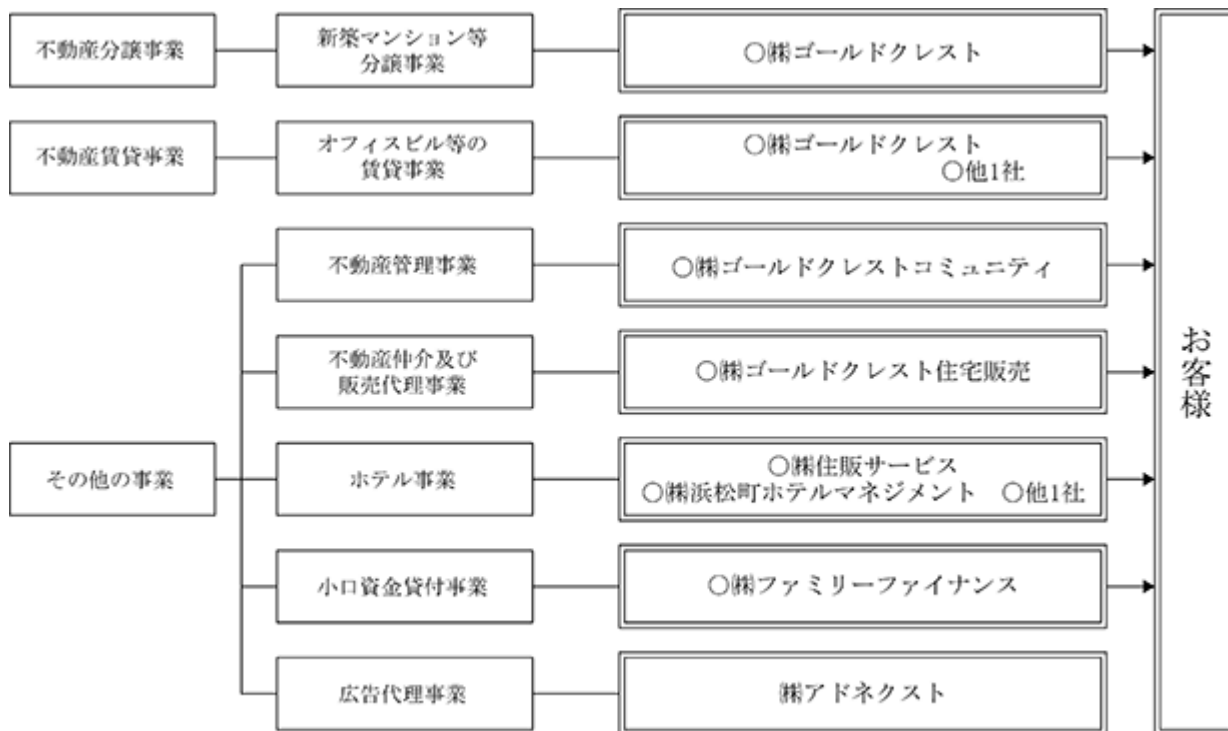 不動産分譲事業
新築マンション等
分譲事業
○㈱ゴールドクレスト
不動産賃貸事業
オフィスビル等の
賃貸事業
○㈱ゴールドクレスト
○他1社
不動産管理事業
○㈱ゴールドクレストコミュニティ
不動産仲介及び
販売代理事業
○㈱ゴールドクレスト住宅販売
その他の事業
ホテル事業
○㈱住販サービス
○㈱浜松町ホテルマネジメント ○他1社
小口資金貸付事業
○㈱ファミリーファイナンス
広告代理事業
㈱アドネクスト
お客様